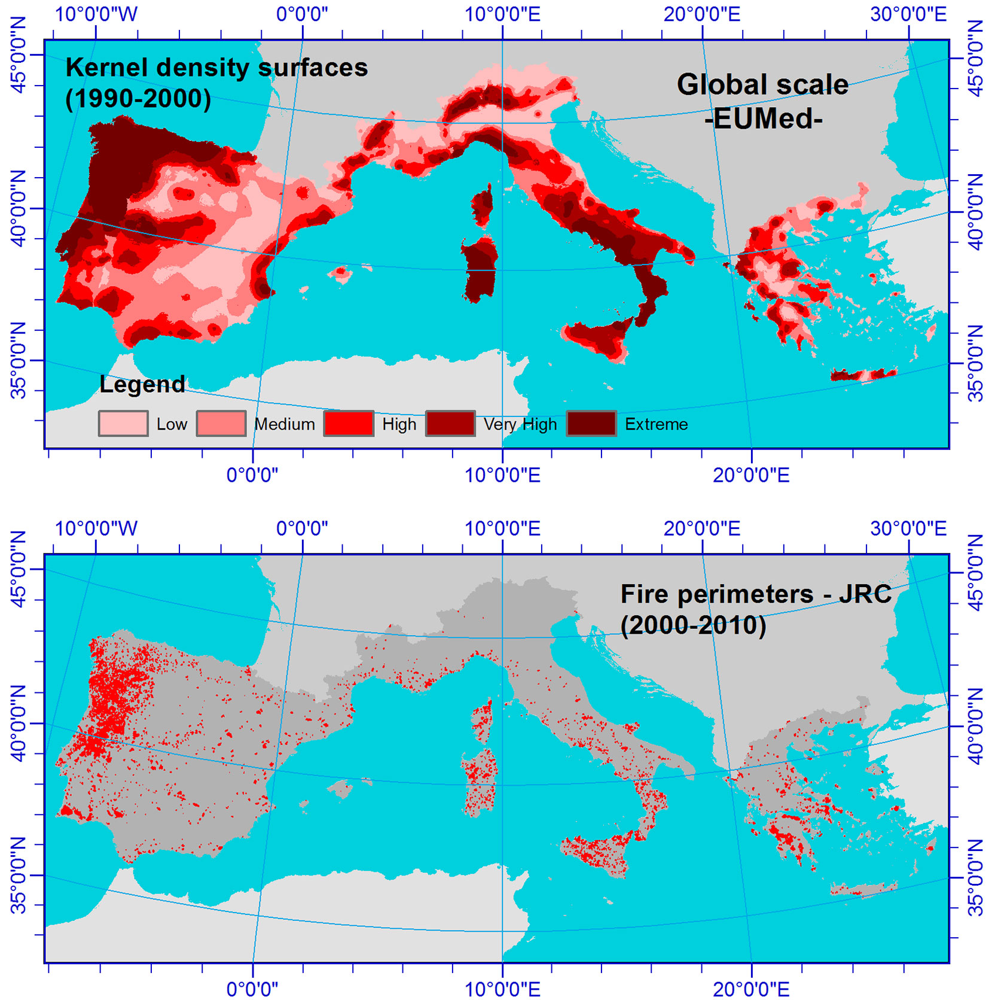 10°0'0"W 0°0'0" 10°0'0"E 20°0'0"E 30°0'0"E
45°0'0"N
40°0'0"N
35°0'0"N
Kernel density surfaces
(1990-2000)
Global scale
-EUMed-
45°0'0"N
40°0'0"N
35°0'0"N
Legend
Low Medium High Very High Extreme
0°0'0" 10°0'0"E 20°0'0"E
10°0'0"W 0°0'0" 10°0'0"E 20°0'0"E 30°0'0"E
45°0'0"N
40°0'0"N
35°0'0"N
Fire perimeters - JRC
(2000-2010)
45°0'0"N
40°0'0"N
35°0'0"N
0°0'0" 10°0'0"E 20°0'0"E